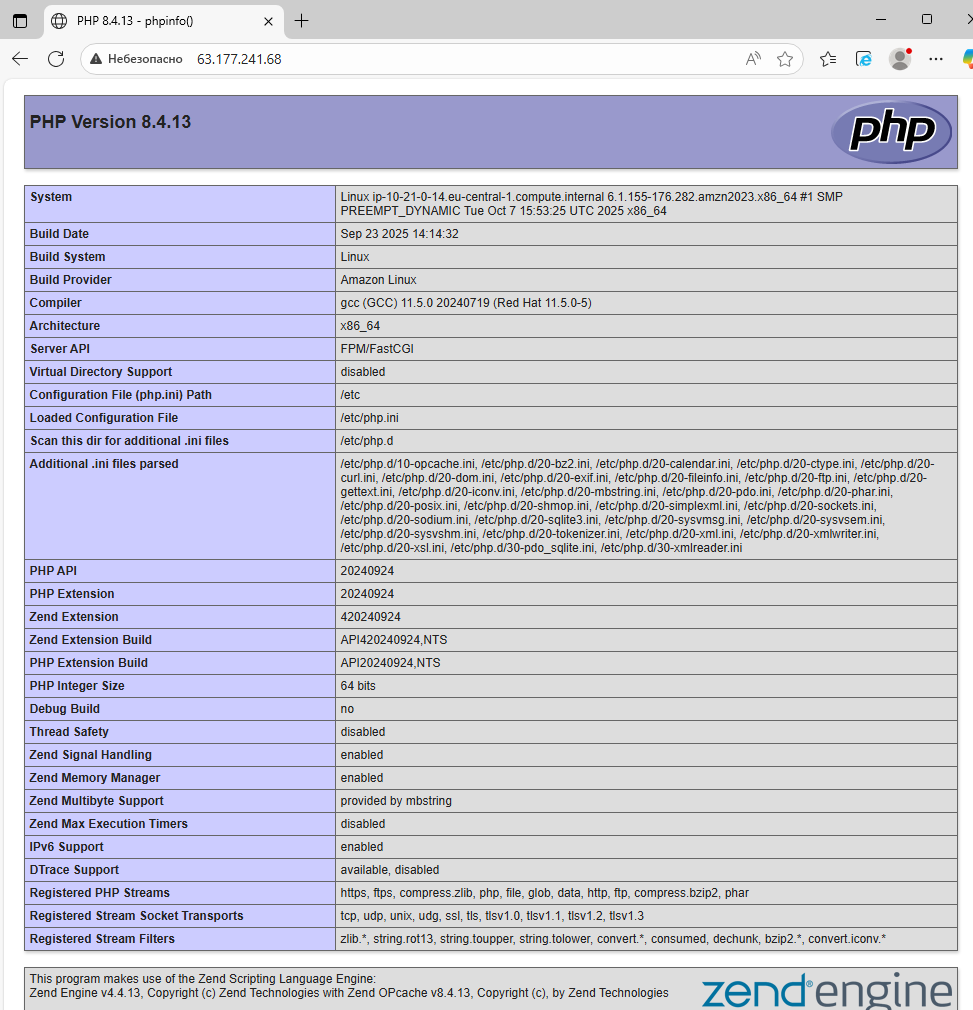 PHP 8.4.13 - phpinfo()
Небезопасно 63.177.241.68
PHP Version 8.4.13
php
System Linux ip-10-21-0-14.eu-central-1.compute.internal 6.1.155-176.282.amzn2023.x86_64 #1 SMP
PREEMPT_DYNAMIC Tue Oct 7 15:53:25 UTC 2025 x86_64
Build Date Sep 23 2025 14:14:32
Build System Linux
Build Provider Amazon Linux
Compiler gcc (GCC) 11.5.0 20240719 (Red Hat 11.5.0-5)
Architecture x86_64
Server API FPM/FastCGI
Virtual Directory Support disabled
Configuration File (php.ini) Path /etc
Loaded Configuration File /etc/php.ini
Scan this dir for additional .ini files /etc/php.d
Additional .ini files parsed /etc/php.d/10-opcache.ini, /etc/php.d/20-bz2.ini, /etc/php.d/20-calendar.ini, /etc/php.d/20-ctype.ini, /etc/php.d/20-
curl.ini, /etc/php.d/20-dom.ini, /etc/php.d/20-exif.ini, /etc/php.d/20-fileinfo.ini, /etc/php.d/20-ftp.ini, /etc/php.d/20-
gettext.ini, /etc/php.d/20-iconv.ini, /etc/php.d/20-mbstring.ini, /etc/php.d/20-pdo.ini, /etc/php.d/20-phar.ini,
/etc/php.d/20-posix.ini, /etc/php.d/20-shmop.ini, /etc/php.d/20-simplexml.ini, /etc/php.d/20-sockets.ini,
/etc/php.d/20-sodium.ini, /etc/php.d/20-sqlite3.ini, /etc/php.d/20-sysvmsg.ini, /etc/php.d/20-sysvsem.ini,
/etc/php.d/20-sysvshm.ini, /etc/php.d/20-tokenizer.ini, /etc/php.d/20-xml.ini, /etc/php.d/20-xmlwriter.ini,
/etc/php.d/20-xsl.ini, /etc/php.d/30-pdo_sqlite.ini, /etc/php.d/30-xmlreader.ini
PHP API 20240924
PHP Extension 20240924
Zend Extension 420240924
Zend Extension Build API420240924,NTS
PHP Extension Build API20240924,NTS
PHP Integer Size 64 bits
Debug Build no
Thread Safety disabled
Zend Signal Handling enabled
Zend Memory Manager enabled
Zend Multibyte Support provided by mbstring
Zend Max Execution Timers disabled
IPv6 Support enabled
DTrace Support available, disabled
Registered PHP Streams https, ftps, compress.zlib, php, file, glob, data, http, ftp, compress.bzip2, phar
Registered Stream Socket Transports tcp, udp, unix, udg, ssl, tls, tlsv1.0, tlsv1.1, tlsv1.2, tlsv1.3
Registered Stream Filters zlib.*, string.rot13, string.toupper, string.tolower, convert.*, consumed, dechunk, bzip2.*, convert.iconv.*
This program makes use of the Zend Scripting Language Engine:
Zend Engine v4.4.13, Copyright (c) Zend Technologies with Zend OPcache v8.4.13, Copyright (c), by Zend Technologies
zend®engine